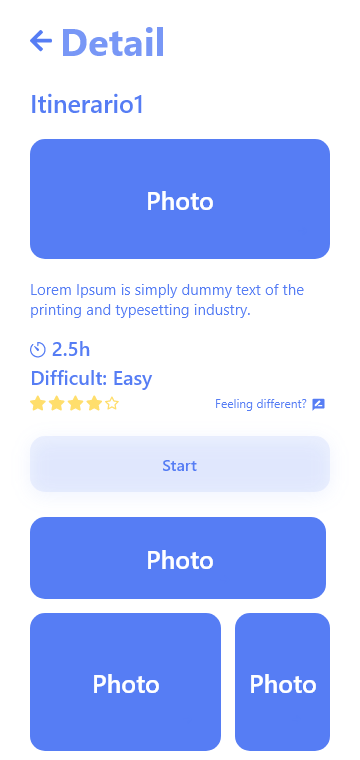 Detail
Itinerario1
Photo
Lorem Ipsum is simply dummy text of the
printing and typesetting industry.
2.5h
Difficult: Easy
Feeling different?
Start
Photo
Photo
Photo